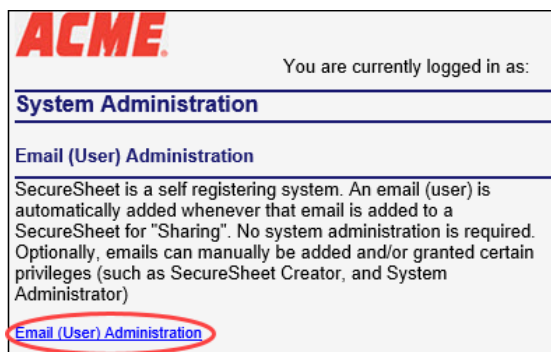 ACME.
You are currently logged in as:
System Administration
Email (User) Administration
SecureSheet is a self registering system. An email (user) is
automatically added whenever that email is added to a
SecureSheet for "Sharing". No system administration is required.
Optionally, emails can manually be added and/or granted certain
privileges (such as SecureSheet Creator, and System
Administrator)
Email (User) Administration